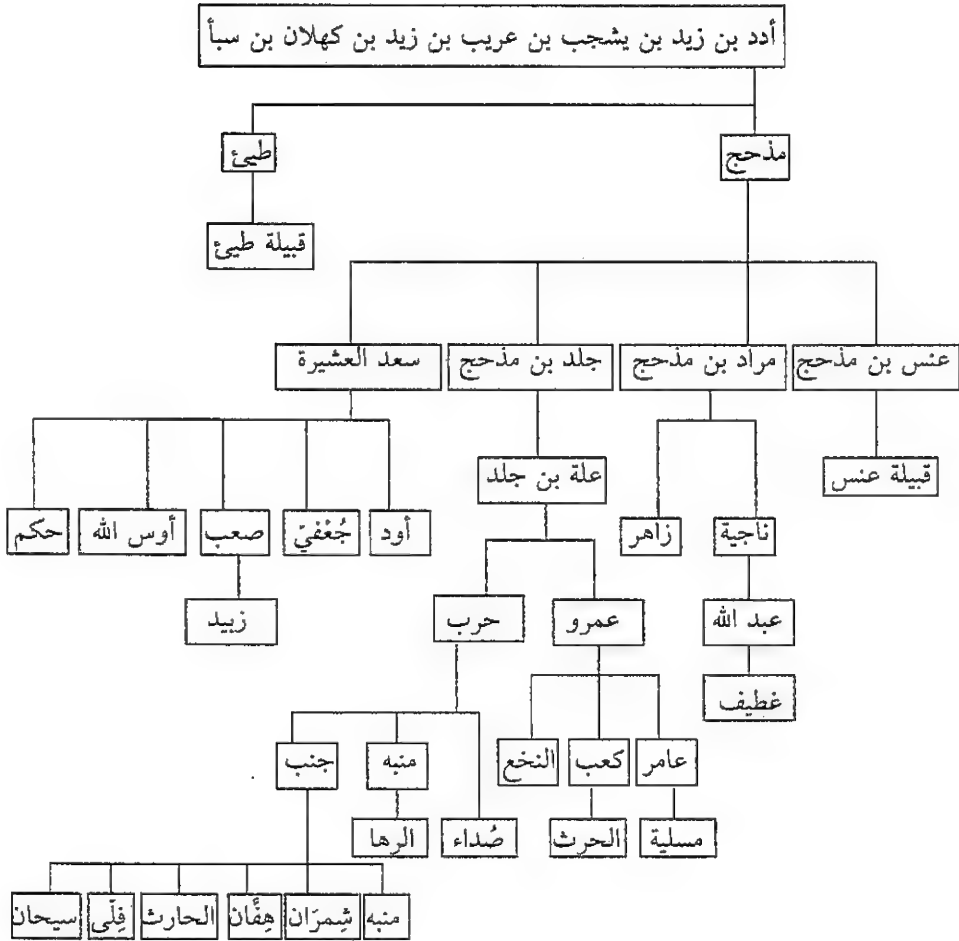 أدد بن زيد بن يشجب بن عريب بن زيد بن كهلان بن سبأ
مذحج
طيئ
قبيلة طيئ
عنس بن مذحج
مراد بن مذحج
جلد بن مذحج
سعد العشيرة
قبيلة عنس
علة بن جلد
ناجية
زاهر
أود
جُعْفيّ
صعب
أوس الله
حكم
عبد الله
عمرو
حرب
زبيد
غطيف
عامر
كعب
النخع
منبه
جنب
مسلية
الحرث
صُداء
الرها
منبه
شِمرَان
هِفَّان
الحارث
فِلَى
سيحان